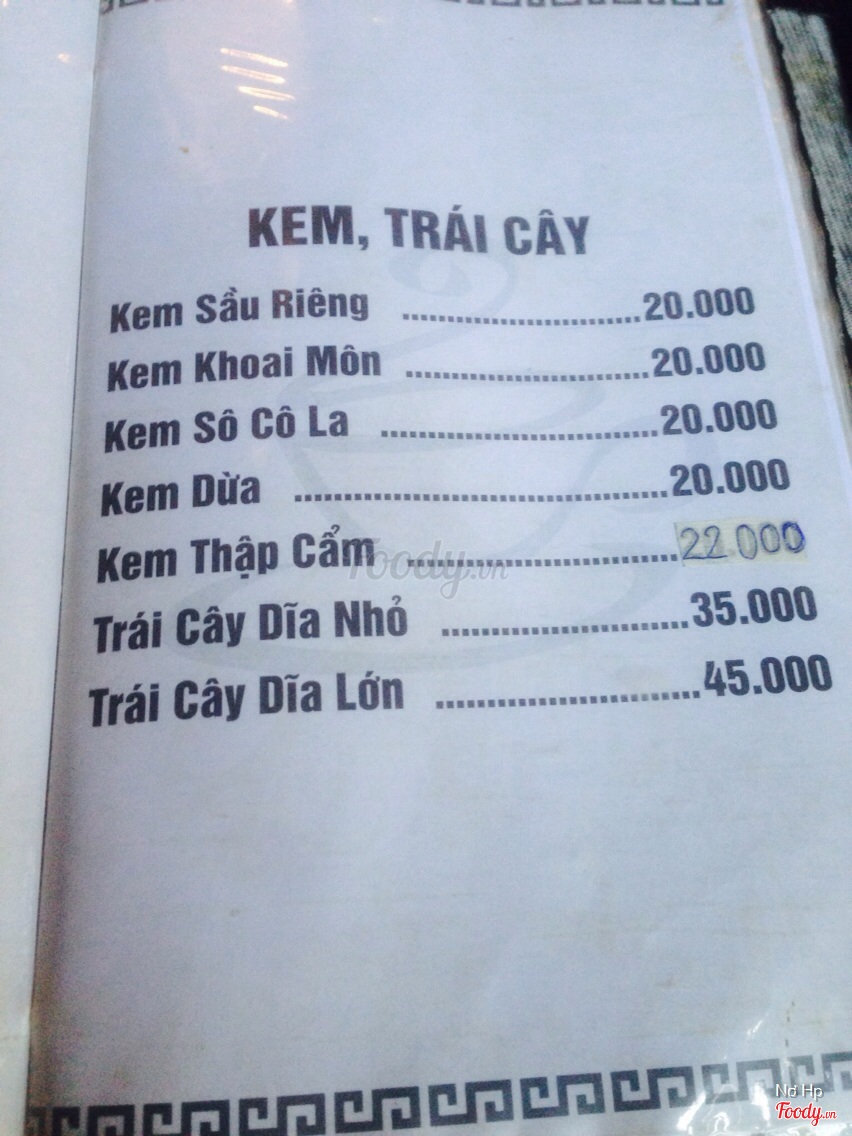 KEM, TRÁI CÂY
Kem Sầu Riêng ........................20.000
Kem Khoai Môn ........................20.000
Kem Sô Cô La ............................20.000
Kem Dừa ......................................20.000
Kem Thập Cẩm ............................22.000
Foody.vn
Trái Cây Dĩa Nhỏ .........................35.000
Trái Cây Dĩa Lớn ..........................45.000
Nơ Hp
Foody.vn